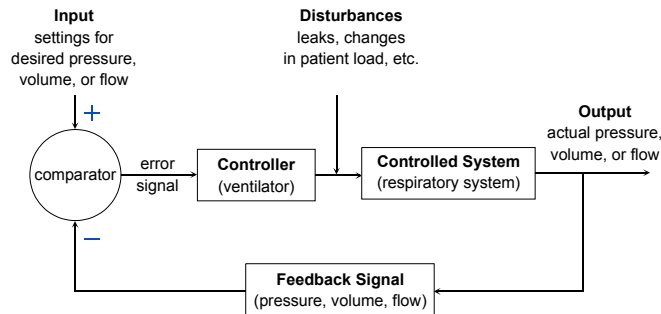 Input
settings for
desired pressure,
volume, or flow
Disturbances
leaks, changes
in patient load, etc.
+
comparator
error
signal
Controller
(ventilator)
Controlled System
(respiratory system)
Output
actual pressure,
volume, or flow
−
Feedback Signal
(pressure, volume, flow)